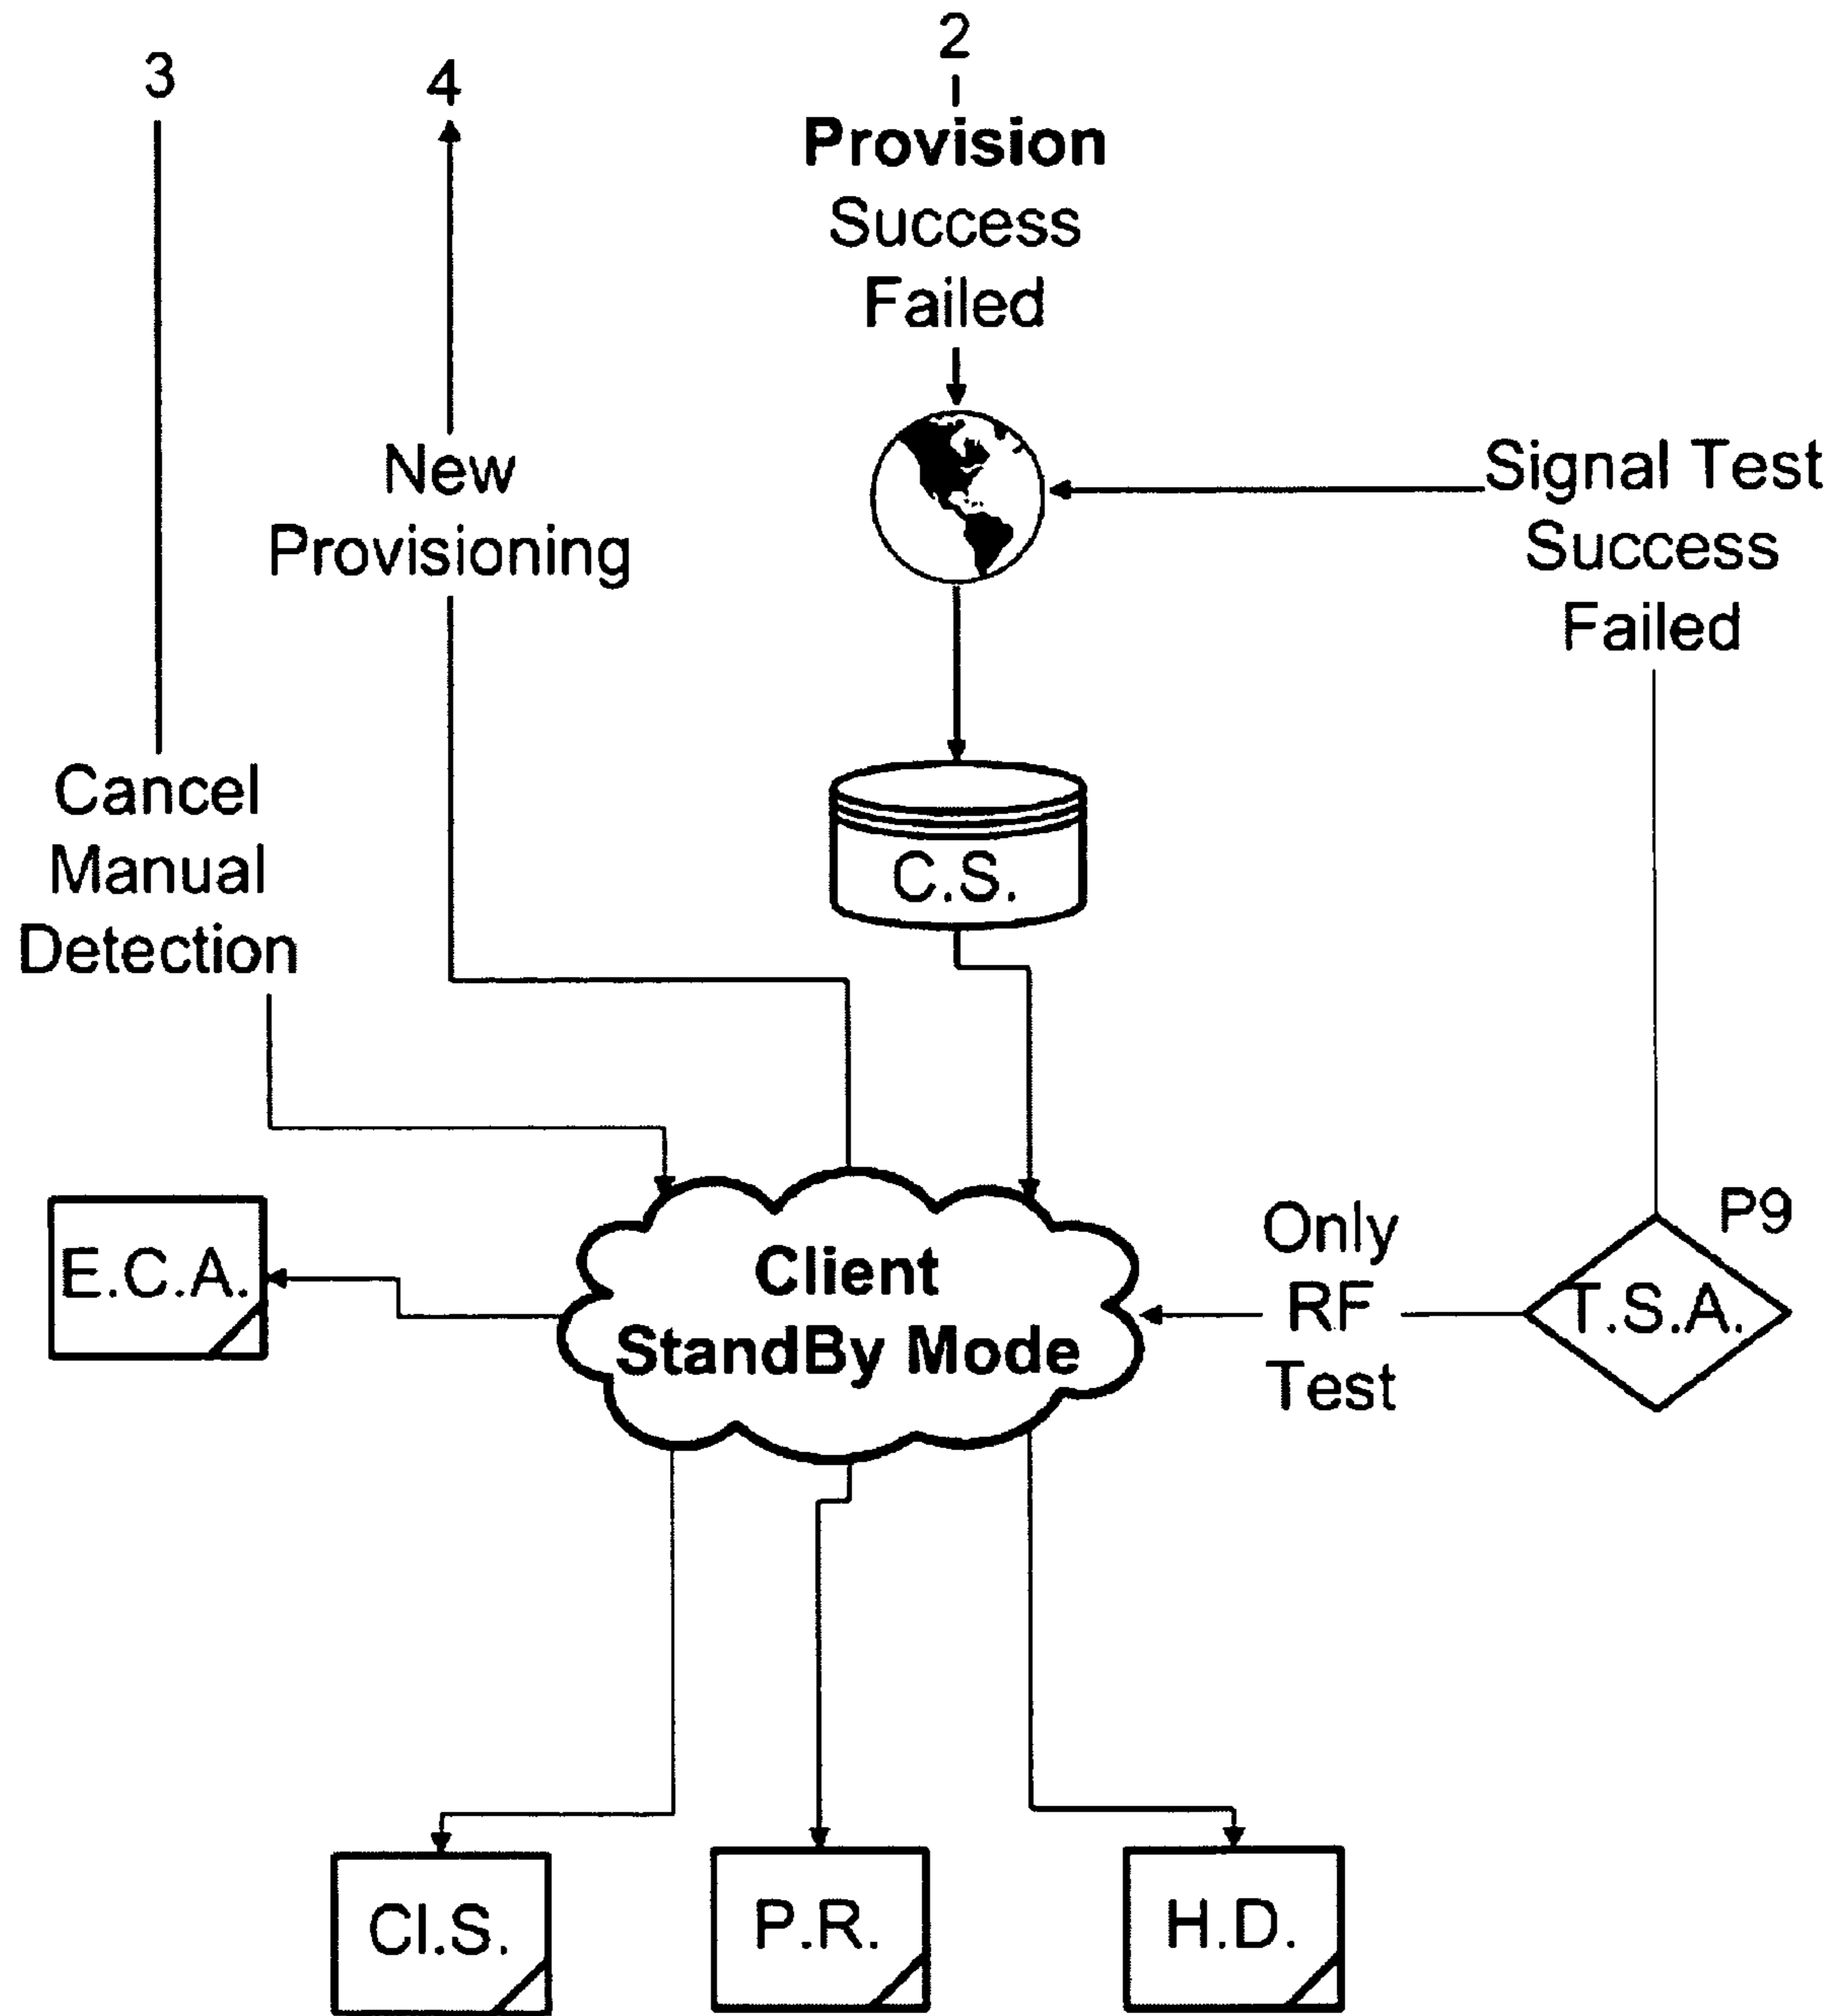 3
4
2
Provision
Success
Failed
New
Provisioning
Signal Test
Success
Failed
Cancel
Manual
Detection
C.S.
E.C.A.
Client
StandBy Mode
Only
RF
Test
P9
T.S.A.
Cl.S.
P.R.
H.D.